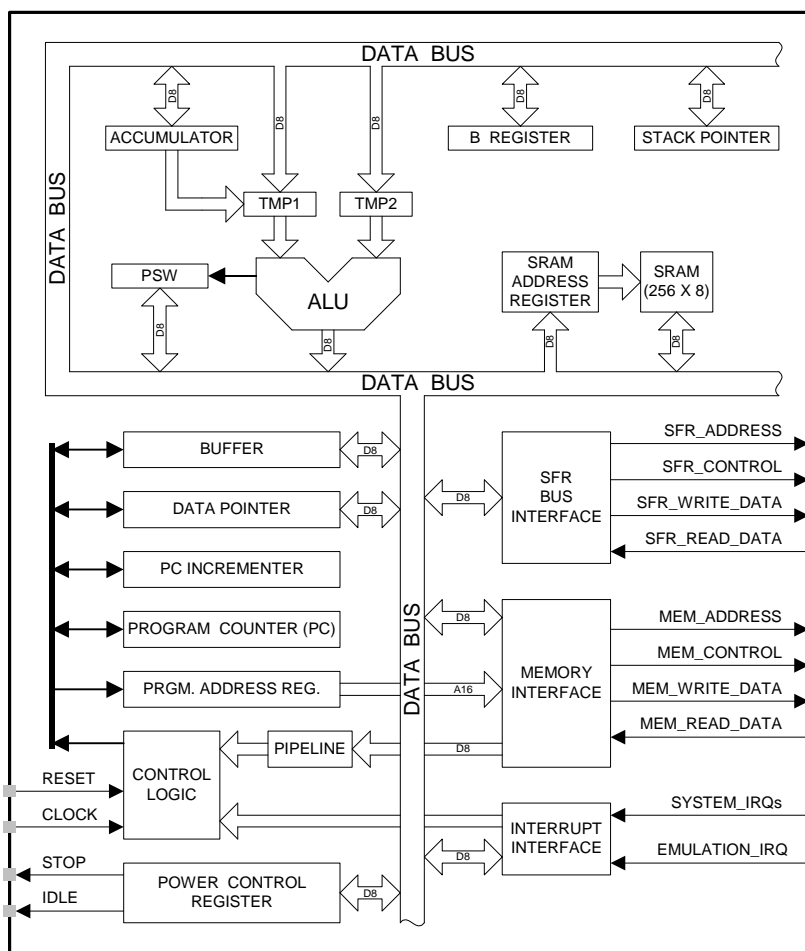 DATA BUS
D8
D8
D8
D8
D8
ACCUMULATOR
B REGISTER
STACK POINTER
DATA BUS
TMP1
TMP2
PSW
ALU
SRAM
ADDRESS
REGISTER
SRAM
(256 X 8)
D8
D8
D8
D8
DATA BUS
BUFFER
D8
DATA POINTER
D8
PC INCREMENTER
PROGRAM COUNTER (PC)
PRGM. ADDRESS REG.
A16
PIPELINE
D8
CONTROL
LOGIC
RESET
CLOCK
STOP
IDLE
POWER CONTROL
REGISTER
D8
DATA BUS
D8
SFR
BUS
INTERFACE
SFR_ADDRESS
SFR_CONTROL
SFR_WRITE_DATA
SFR_READ_DATA
D8
MEMORY
INTERFACE
MEM_ADDRESS
MEM_CONTROL
MEM_WRITE_DATA
MEM_READ_DATA
D8
INTERRUPT
INTERFACE
SYSTEM_IRQs
EMULATION_IRQ